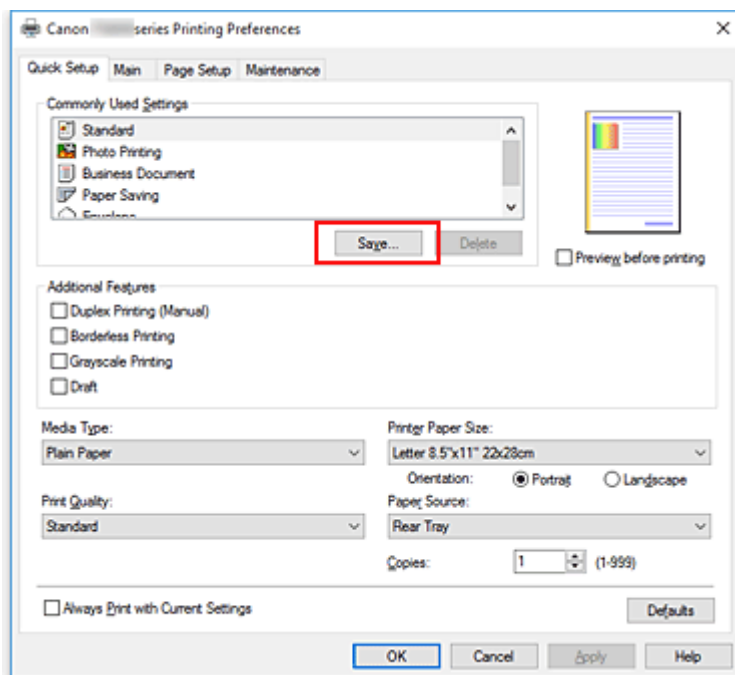 Canon series Printing Preferences
Quick Setup Main Page Setup Maintenance
Commonly Used Settings
Standard
Photo Printing
Business Document
Paper Saving
Save... Delete
Preview before printing
Additional Features
Duplex Printing (Manual)
Borderless Printing
Grayscale Printing
Draft
Media Type: Printer Paper Size:
Plain Paper Letter 8.5"x11" 22x28cm
Orientation: Portrait Landscape
Print Quality: Paper Source:
Standard Rear Tray
Copies: 1 (1-999)
Always Print with Current Settings Defaults
OK Cancel Apply Help